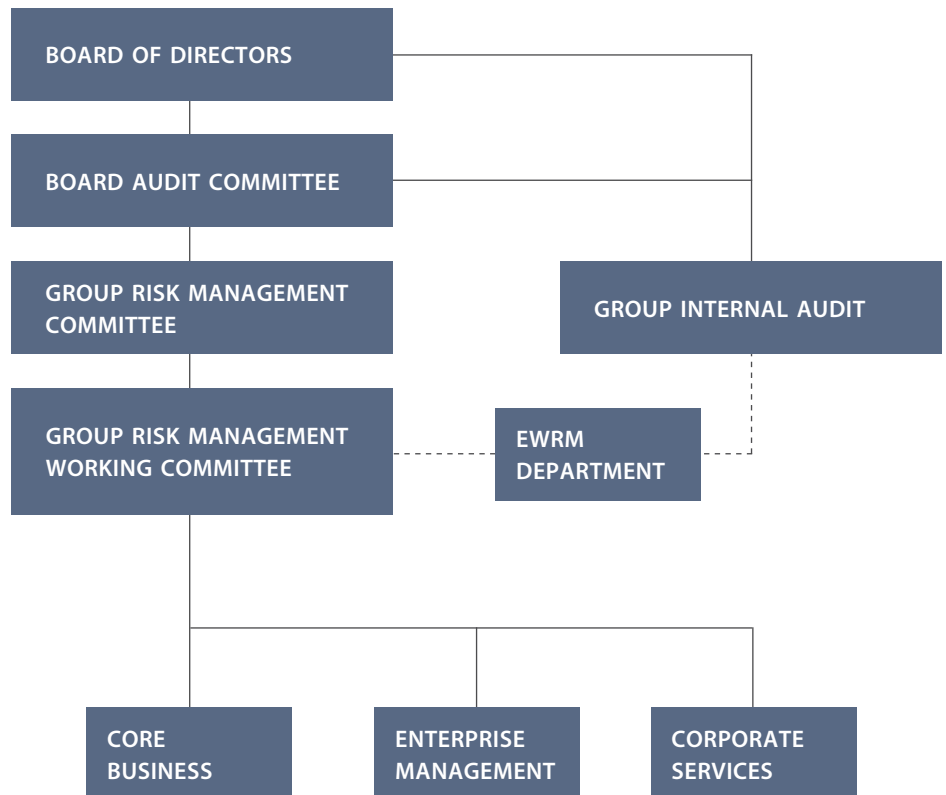 BOARD OF DIRECTORS
BOARD AUDIT COMMITTEE
GROUP RISK MANAGEMENT
COMMITTEE
GROUP INTERNAL AUDIT
GROUP RISK MANAGEMENT
WORKING COMMITTEE
EWRM
DEPARTMENT
CORE
BUSINESS
ENTERPRISE
MANAGEMENT
CORPORATE
SERVICES